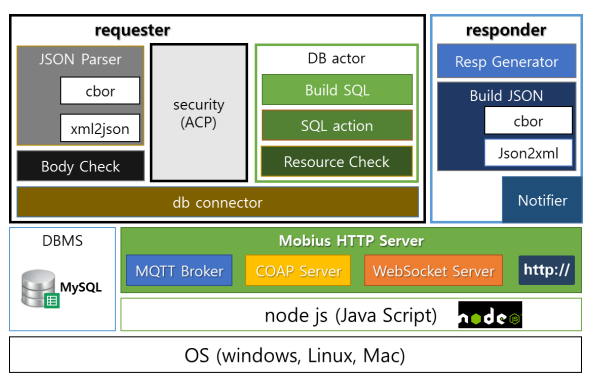 requester
JSON Parser
cbor
xml2json
Body Check
security
(ACP)
DB actor
Build SQL
SQL action
Resource Check
db connector
responder
Resp Generator
Build JSON
cbor
Json2xml
Notifier
DBMS
MySQL
Mobius HTTP Server
MQTT Broker
COAP Server
WebSocket Server
http://
node js (Java Script)
node JS
OS (windows, Linux, Mac)